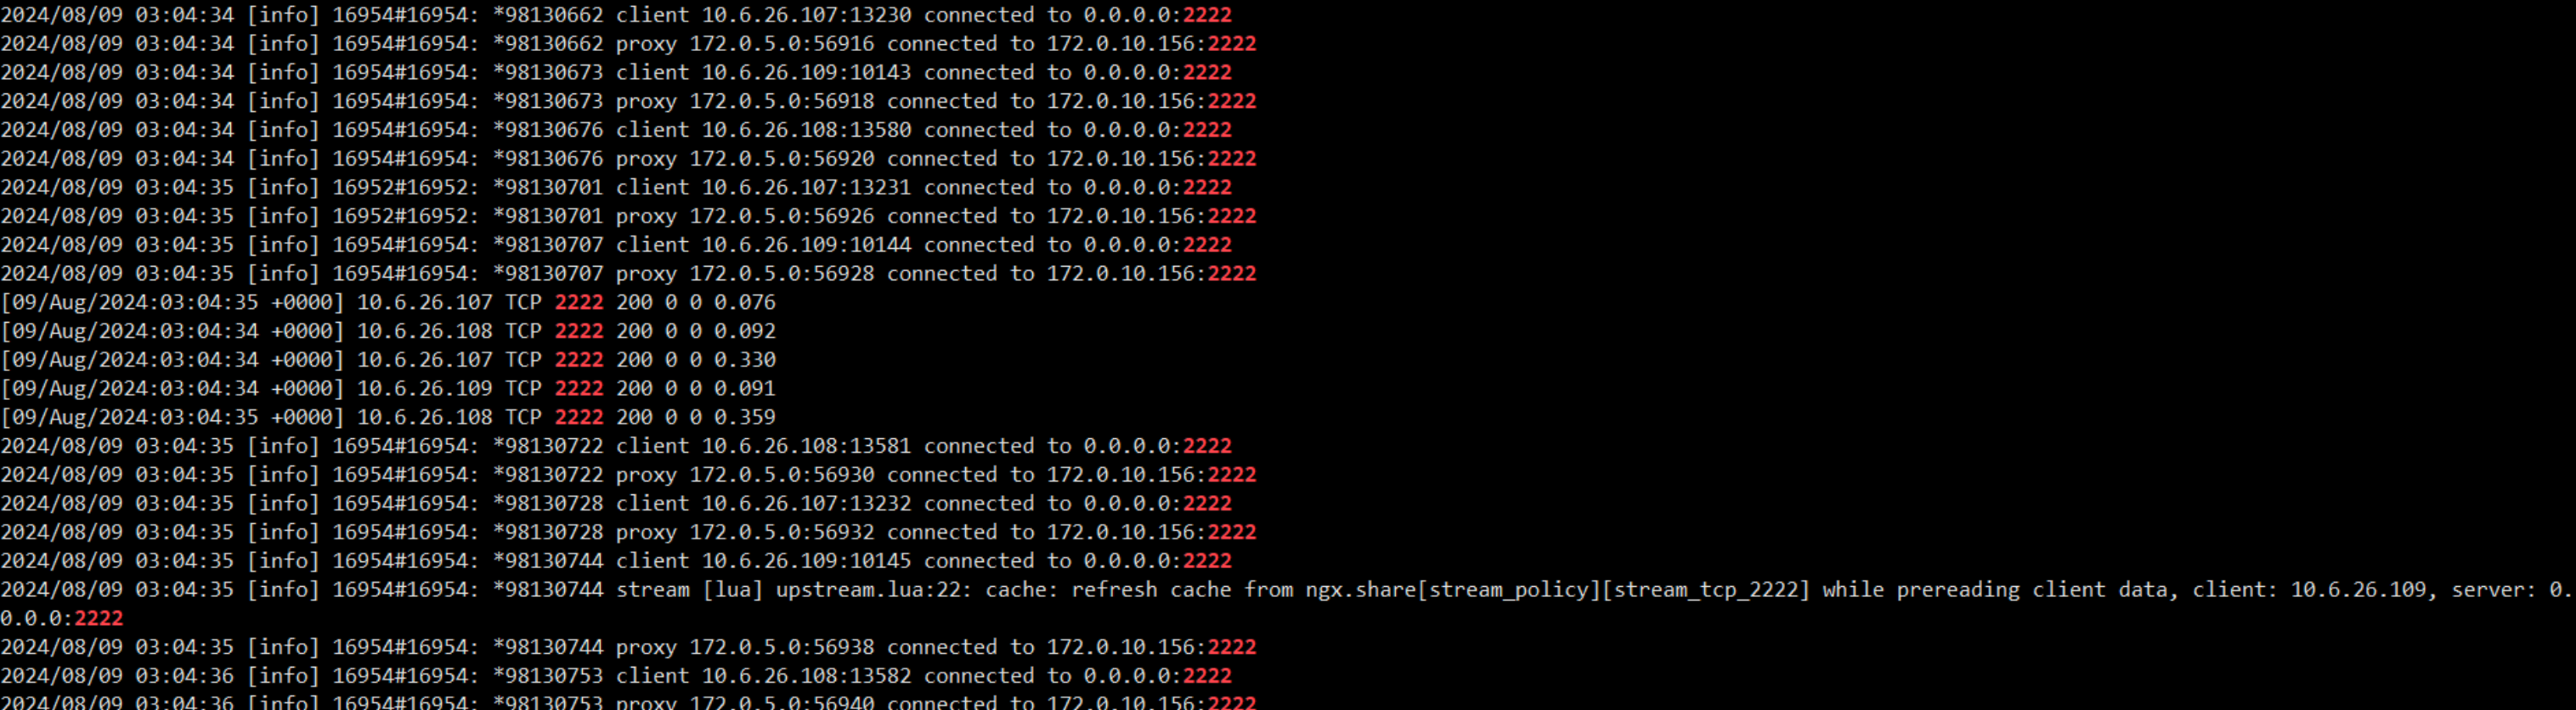 2024/08/09 03:04:34 [info] 16954#16954: *98130662 client 10.6.26.107:13230 connected to 0.0.0.0:2222
2024/08/09 03:04:34 [info] 16954#16954: *98130662 proxy 172.0.5.0:56916 connected to 172.0.10.156:2222
2024/08/09 03:04:34 [info] 16954#16954: *98130673 client 10.6.26.109:10143 connected to 0.0.0.0:2222
2024/08/09 03:04:34 [info] 16954#16954: *98130673 proxy 172.0.5.0:56918 connected to 172.0.10.156:2222
2024/08/09 03:04:34 [info] 16954#16954: *98130676 client 10.6.26.108:13580 connected to 0.0.0.0:2222
2024/08/09 03:04:34 [info] 16954#16954: *98130676 proxy 172.0.5.0:56920 connected to 172.0.10.156:2222
2024/08/09 03:04:35 [info] 16952#16952: *98130701 client 10.6.26.107:13231 connected to 0.0.0.0:2222
2024/08/09 03:04:35 [info] 16952#16952: *98130701 proxy 172.0.5.0:56926 connected to 172.0.10.156:2222
2024/08/09 03:04:35 [info] 16954#16954: *98130707 client 10.6.26.109:10144 connected to 0.0.0.0:2222
2024/08/09 03:04:35 [info] 16954#16954: *98130707 proxy 172.0.5.0:56928 connected to 172.0.10.156:2222
[09/Aug/2024:03:04:35 +0000] 10.6.26.107 TCP 2222 200 0 0 0.076
[09/Aug/2024:03:04:34 +0000] 10.6.26.108 TCP 2222 200 0 0 0.092
[09/Aug/2024:03:04:34 +0000] 10.6.26.107 TCP 2222 200 0 0 0.330
[09/Aug/2024:03:04:34 +0000] 10.6.26.109 TCP 2222 200 0 0 0.091
[09/Aug/2024:03:04:35 +0000] 10.6.26.108 TCP 2222 200 0 0 0.359
2024/08/09 03:04:35 [info] 16954#16954: *98130722 client 10.6.26.108:13581 connected to 0.0.0.0:2222
2024/08/09 03:04:35 [info] 16954#16954: *98130722 proxy 172.0.5.0:56930 connected to 172.0.10.156:2222
2024/08/09 03:04:35 [info] 16954#16954: *98130728 client 10.6.26.107:13232 connected to 0.0.0.0:2222
2024/08/09 03:04:35 [info] 16954#16954: *98130728 proxy 172.0.5.0:56932 connected to 172.0.10.156:2222
2024/08/09 03:04:35 [info] 16954#16954: *98130744 client 10.6.26.109:10145 connected to 0.0.0.0:2222
2024/08/09 03:04:35 [info] 16954#16954: *98130744 stream [lua] upstream.lua:22: cache: refresh cache from ngx.share[stream_policy][stream_tcp_2222] while prereading client data, client: 10.6.26.109, server: 0.
0.0.0:2222
2024/08/09 03:04:35 [info] 16954#16954: *98130744 proxy 172.0.5.0:56938 connected to 172.0.10.156:2222
2024/08/09 03:04:36 [info] 16954#16954: *98130753 client 10.6.26.108:13582 connected to 0.0.0.0:2222
2024/08/09 03:04:36 [info] 16954#16954: *98130753 proxy 172.0.5.0:56940 connected to 172.0.10.156:2222